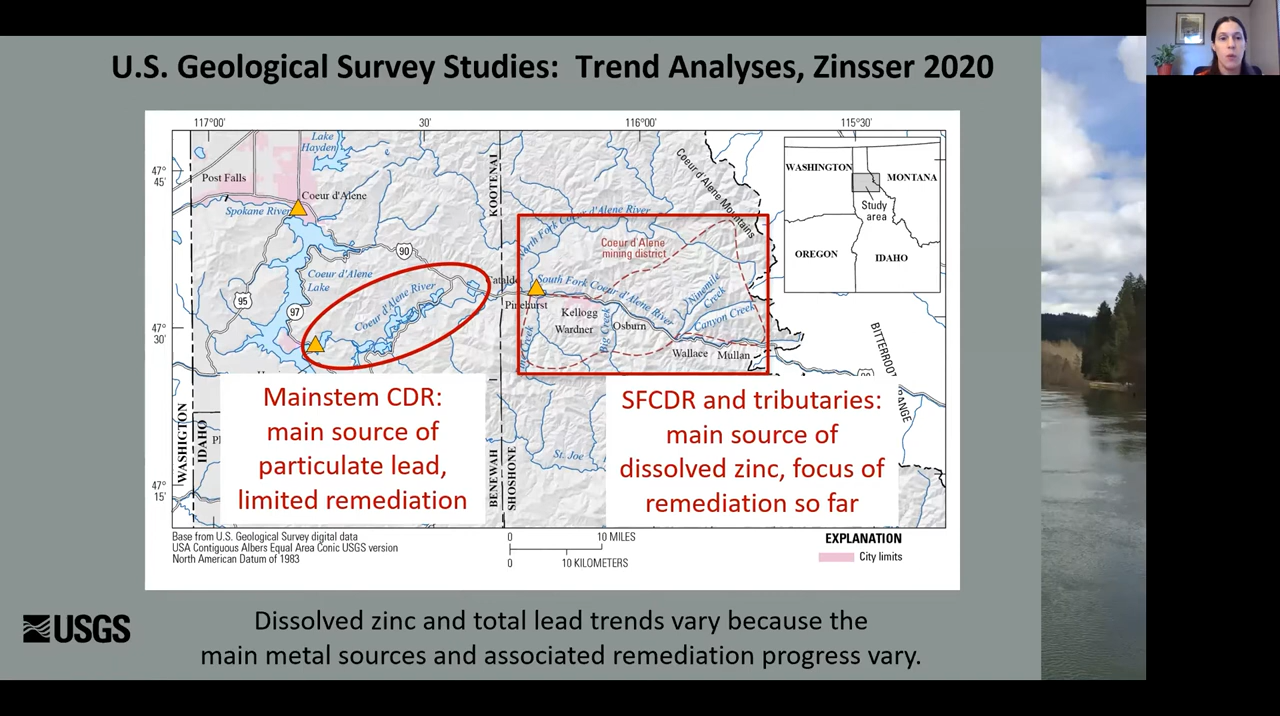 U.S. Geological Survey Studies: Trend Analyses, Zinsser 2020
117°00'
30'
116°00'
115°30'
47°
45'
47°
30'
47°
15'
Lake
Hayden
Post Falls
Coeur d'Alene
Spokane River
KOOTENAI
Coeur d'Alene Mountains
North Fork Coeur d'Alene River
Coeur d'Alene
mining district
90
Coeur d'Alene
Lake
95
97
Coeur d'Alene River
Pinehurst
South Fork Coeur d'Alene River
Kellogg
Wardner
Big Creek
Osburn
Ninemile
Creek
Canyon Creek
Wallace
Mullan
WASHINGTON
MONTANA
Study
area
OREGON
IDAHO
WASHIGTON
IDAHO
BENEWAH
SHOSHONE
St. Joe
Mainstem CDR:
main source of
particulate lead,
limited remediation
SFCDR and tributaries:
main source of
dissolved zinc, focus of
remediation so far
Base from U.S. Geological Survey digital data
USA Contiguous Albers Equal Area Conic USGS version
North American Datum of 1983
0
10 MILES
0
10 KILOMETERS
EXPLANATION
City limits
USGS
Dissolved zinc and total lead trends vary because the
main metal sources and associated remediation progress vary.